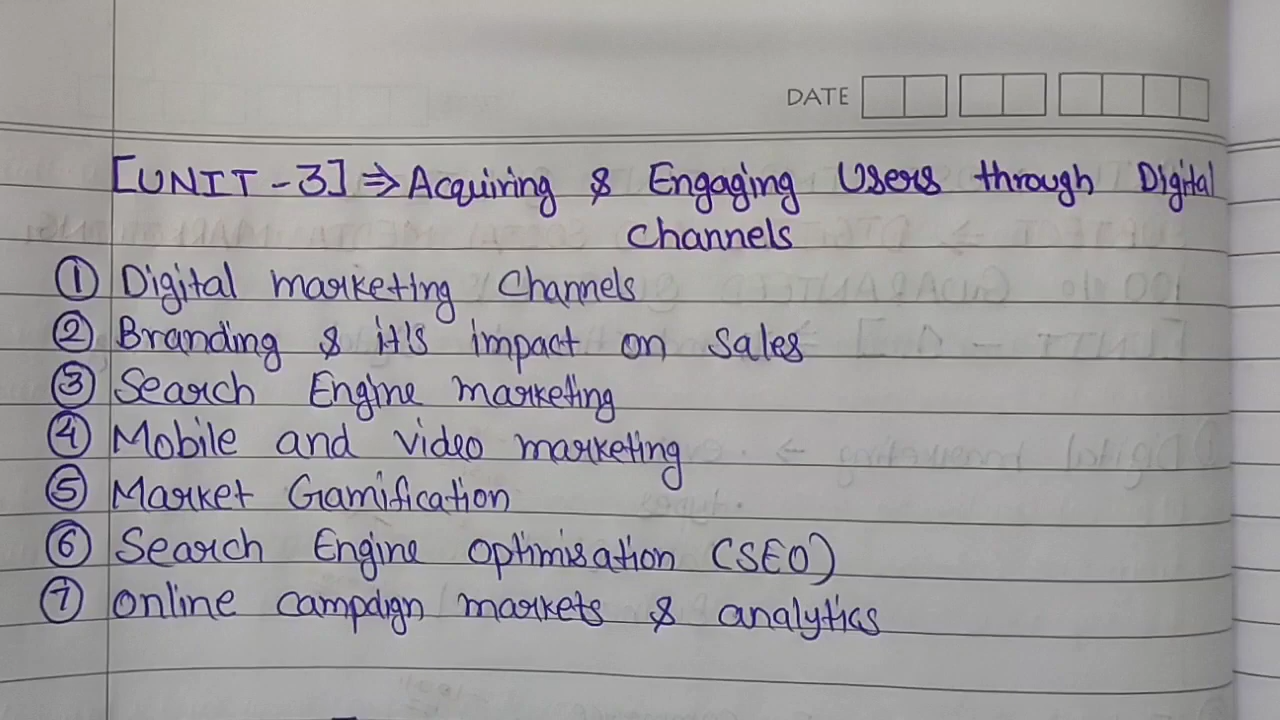 DATE
[UNIT-3] ⇒ Acquiring & Engaging Users through Digital
Channels
① Digital marketing Channels
② Branding & it's impact on Sales
③ Search Engine marketing
④ Mobile and video marketing
⑤ Market Gamification
⑥ Search Engine optimisation (SEO)
⑦ online campaign markets & analytics